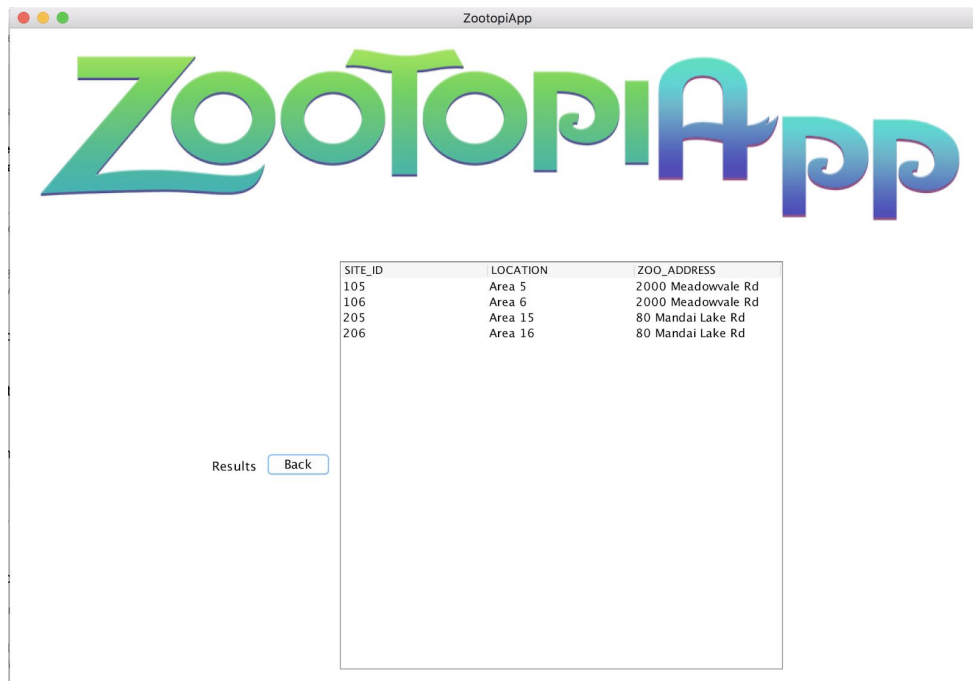 ZootopiApp
ZooTopiApp
SITE_ID LOCATION ZOO_ADDRESS
105 Area 5 2000 Meadowvale Rd
106 Area 6 2000 Meadowvale Rd
205 Area 15 80 Mandai Lake Rd
206 Area 16 80 Mandai Lake Rd
Results Back